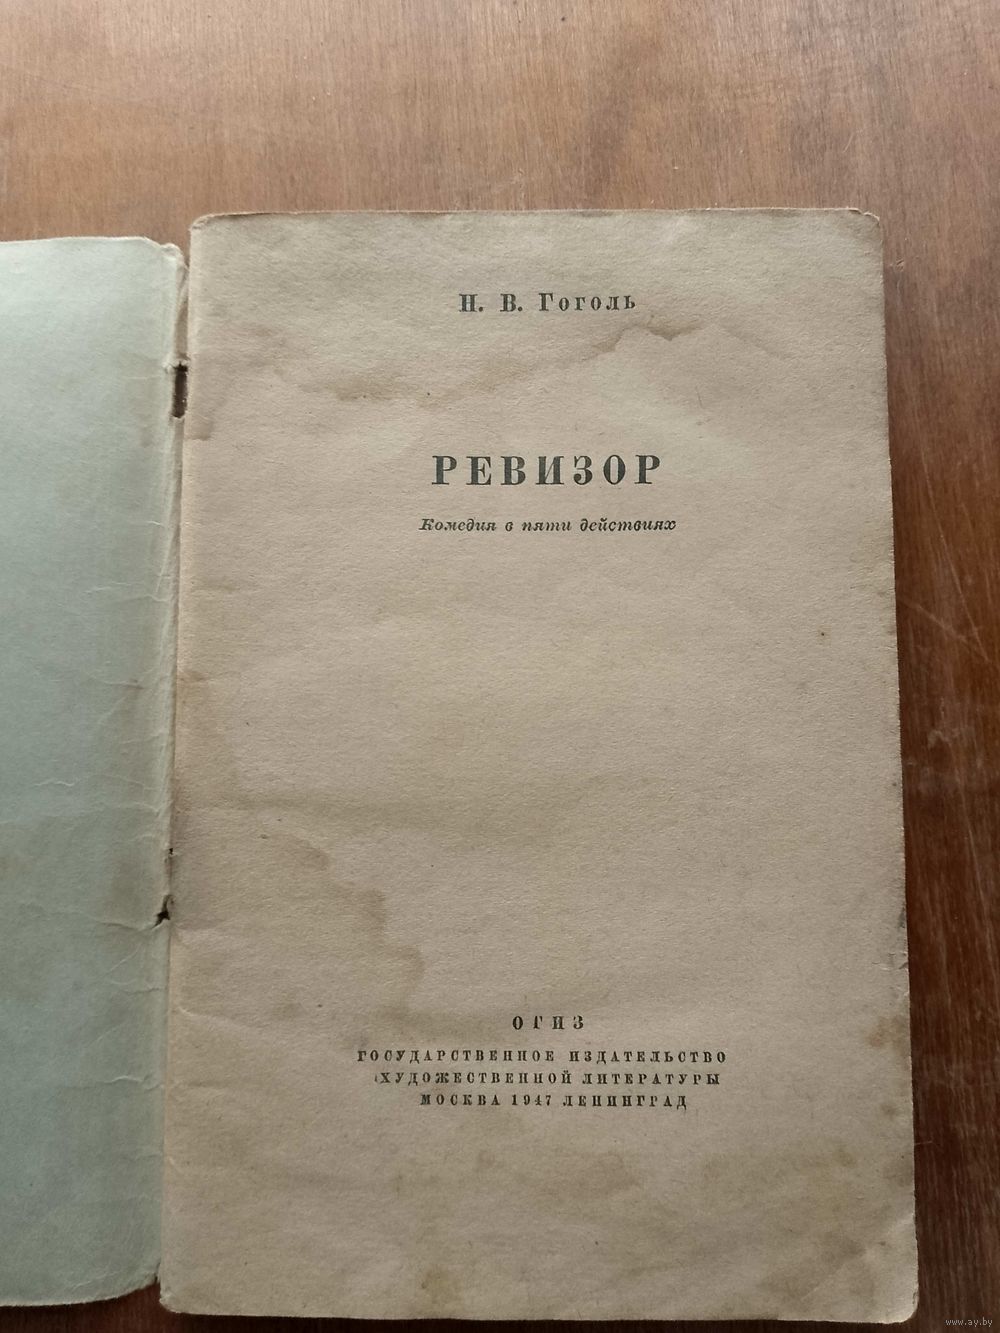 Н. В. Гоголь
РЕВИЗОР
Комедия в пяти действиях
ОГИЗ
ГОСУДАРСТВЕННОЕ ИЗДАТЕЛЬСТВО
ХУДОЖЕСТВЕННОЙ ЛИТЕРАТУРЫ
МОСКВА 1947 ЛЕНИНГРАД
www.ay.by